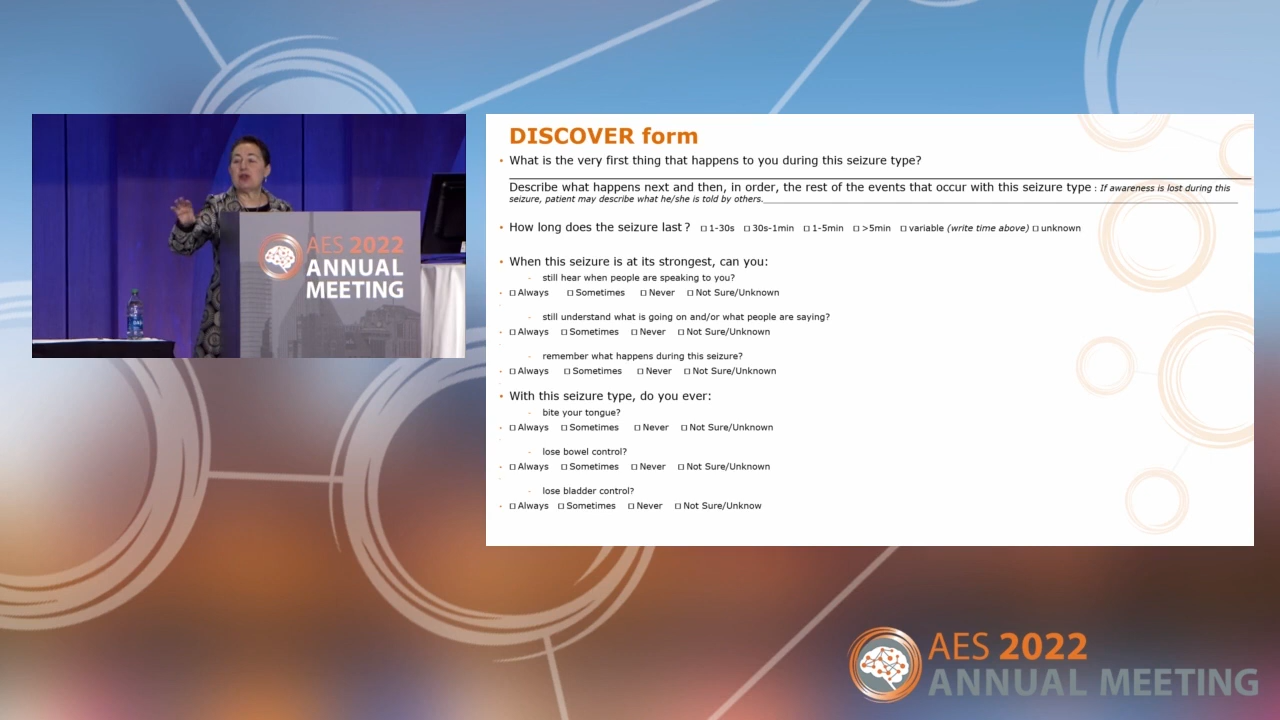 AES 2022
ANNUAL
MEETING
DISCOVER form
• What is the very first thing that happens to you during this seizure type?
Describe what happens next and then, in order, the rest of the events that occur with this seizure type : If awareness is lost during this
seizure, patient may describe what he/she is told by others.
• How long does the seizure last? □ 1-30s □ 30s-1min □ 1-5min □ >5min □ variable (write time above) □ unknown
• When this seizure is at its strongest, can you:
- still hear when people are speaking to you?
• □ Always □ Sometimes □ Never □ Not Sure/Unknown
- still understand what is going on and/or what people are saying?
• □ Always □ Sometimes □ Never □ Not Sure/Unknown
- remember what happens during this seizure?
• □ Always □ Sometimes □ Never □ Not Sure/Unknown
• With this seizure type, do you ever:
- bite your tongue?
• □ Always □ Sometimes □ Never □ Not Sure/Unknown
- lose bowel control?
• □ Always □ Sometimes □ Never □ Not Sure/Unknown
- lose bladder control?
• □ Always □ Sometimes □ Never □ Not Sure/Unknow
AES 2022
ANNUAL MEETING